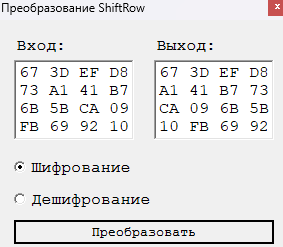 Преобразование ShiftRow x
Вход: Выход:
67 3D EF D8 67 3D EF D8
73 A1 41 B7 A1 41 B7 73
6B 5B CA 09 CA 09 6B 5B
FB 69 92 10 10 FB 69 92
Шифрование
Дешифрование
Преобразовать